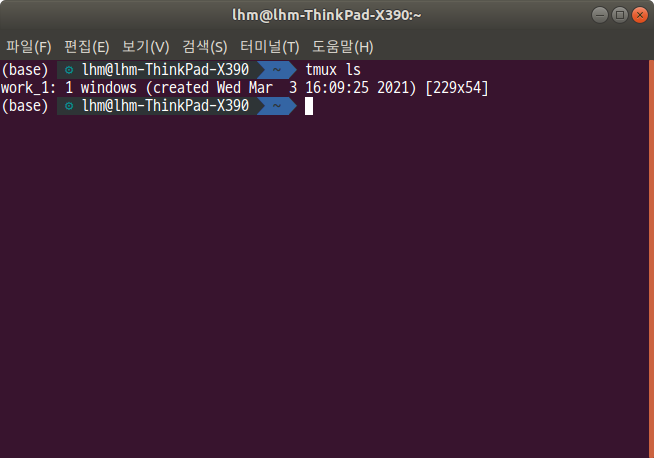 lhm@lhm-ThinkPad-X390:~
파일(F) 편집(E) 보기(V) 검색(S) 터미널(T) 도움말(H)
(base) ⚙ lhm@lhm-ThinkPad-X390 ~ tmux ls
work_1: 1 windows (created Wed Mar  3 16:09:25 2021) [229x54]
(base) ⚙ lhm@lhm-ThinkPad-X390 ~